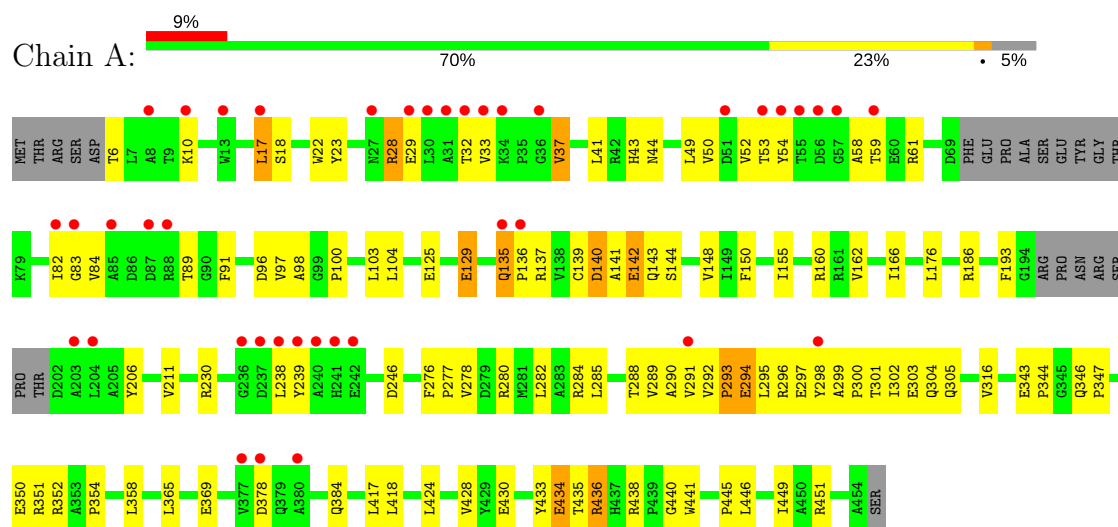 9%
Chain A:
70% 23% • 5%
MET THR ARG SER ASP T6 L7 A8 T9 K10 W13 L17 S18 W22 Y23 N27 R28 E29 L30 A31 T32 V33 K34 P35 G36 V37 L41 R42 H43 N44 L49 V50 D51 V52 T53 Y54 T55 D56 G57 A58 T59 E60 R61 D69 PHE GLU PRO ALA SER GLU TYR GLY THR
K79 I82 G83 V84 A85 D86 D87 R88 T89 G90 F91 D96 V97 A98 G99 P100 L103 L104 E125 E129 Q135 P136 R137 V138 C139 D140 A141 E142 Q143 S144 V148 I149 F150 I155 R160 R161 V162 I166 L176 R186 F193 G194 ARG PRO ASN ARG SER
PRO THR D202 A203 L204 A205 Y206 V211 R230 G236 D237 L238 Y239 A240 H241 E242 D246 F276 P277 V278 D279 R280 M281 L282 A283 R284 L285 T288 V289 A290 V291 V292 P293 E294 L295 R296 E297 Y298 A299 P300 T301 I302 E303 Q304 Q305 V316 E343 P344 G345 Q346 P347
E350 R351 R352 A353 P354 L358 L365 E369 V377 D378 Q379 A380 Q384 L417 L418 L424 V428 Y429 E430 Y433 E434 T435 R436 H437 R438 P439 G440 W441 P445 L446 I449 A450 R451 A454 SER